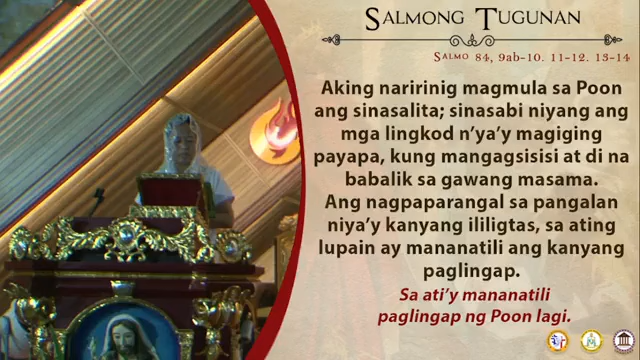 SALMONG TUGUNAN
SALMO 84, 9ab-10. 11-12. 13-14
Aking naririnig magmula sa Poon
ang sinasalita; sinasabi niyang ang
mga lingkod n'ya'y magiging
payapa, kung mangagsisisi at di na
babalik sa gawang masama.
Ang nagpaparangal sa pangalan
niya'y kanyang ililigtas, sa ating
lupain ay mananatili ang kanyang
paglingap.
Sa ati'y mananatili
paglingap ng Poon lagi.